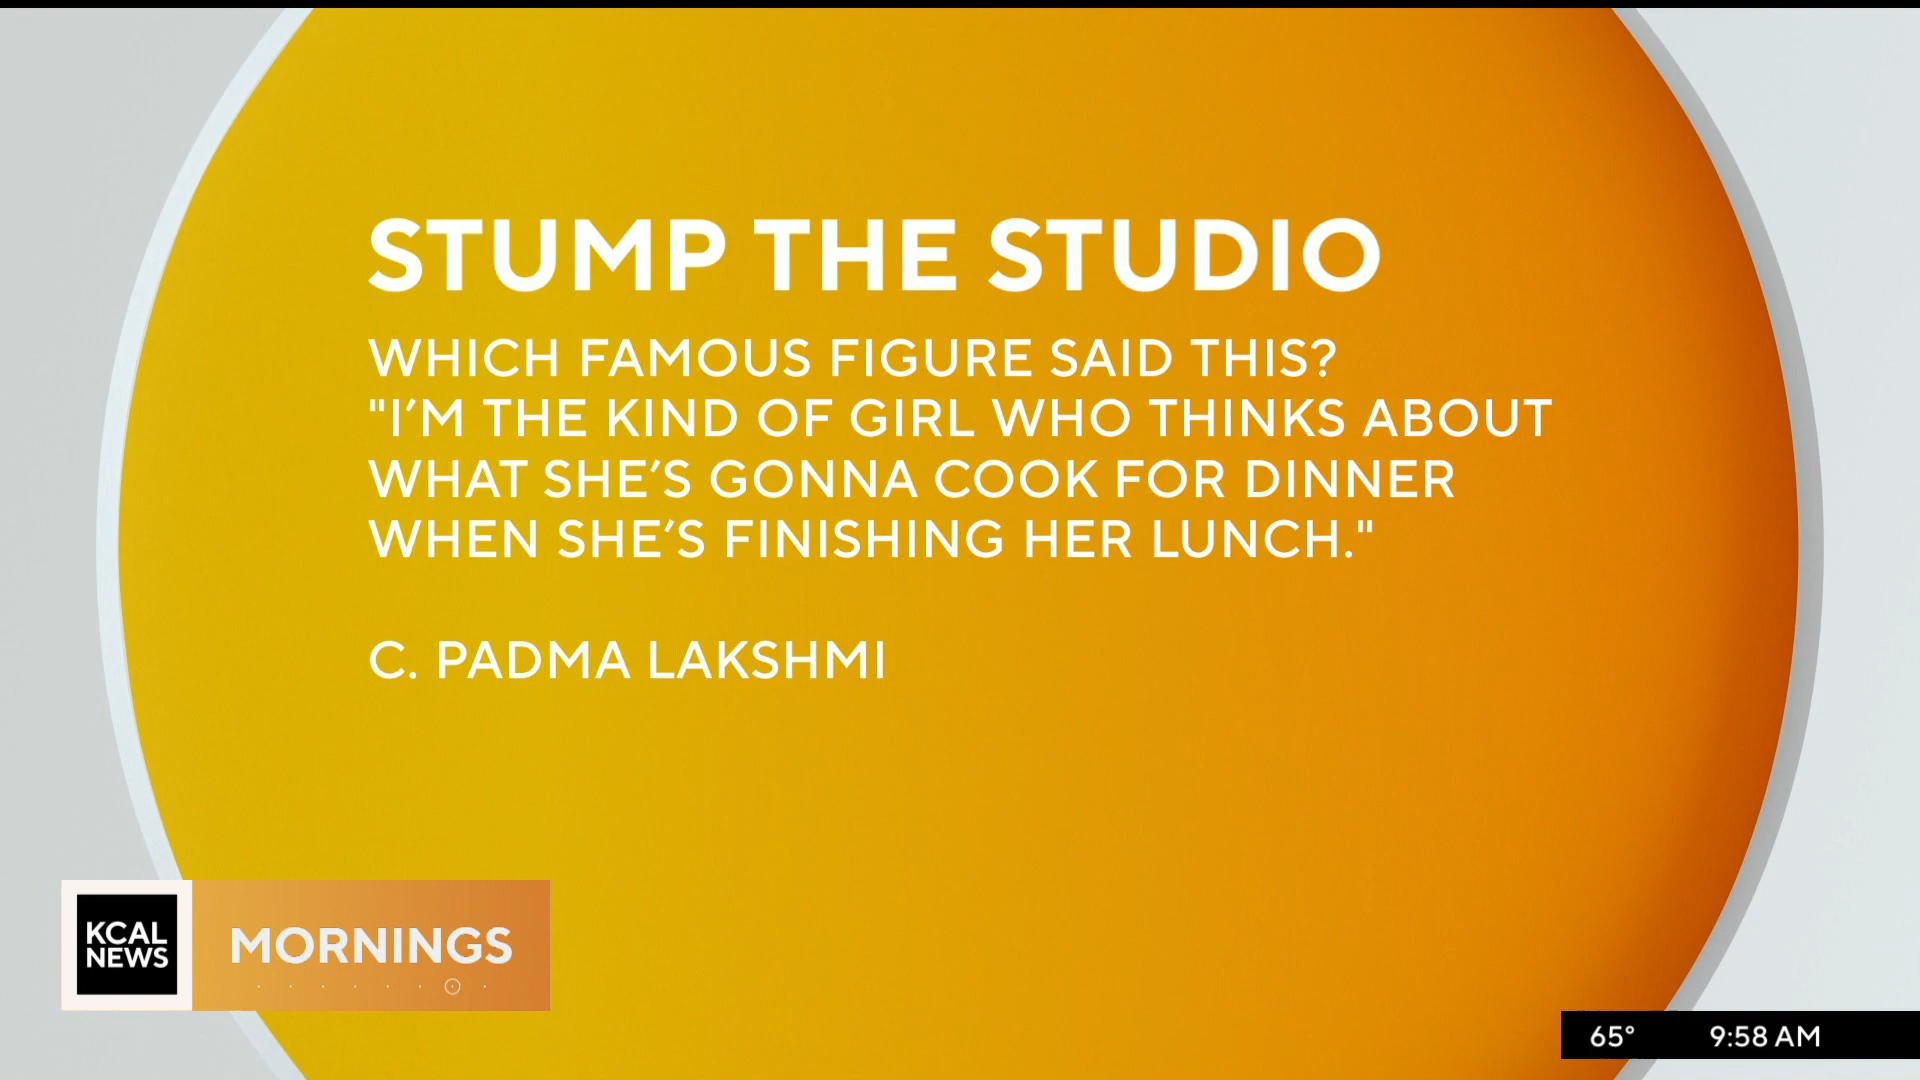 STUMP THE STUDIO
WHICH FAMOUS FIGURE SAID THIS?
"I’M THE KIND OF GIRL WHO THINKS ABOUT
WHAT SHE’S GONNA COOK FOR DINNER
WHEN SHE’S FINISHING HER LUNCH."
C. PADMA LAKSHMI
KCAL
NEWS
MORNINGS
65° 9:58 AM